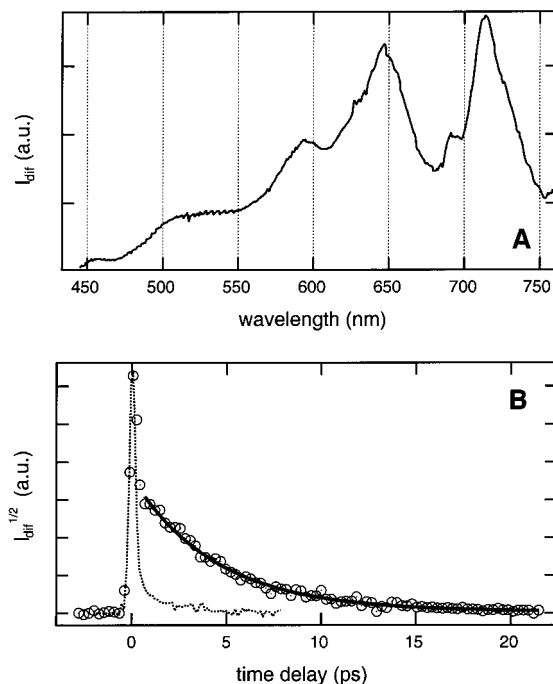 I_dif (a.u.)
A
450 500 550 600 650 700 750
wavelength (nm)
B
I_dif^1/2 (a.u.)
0 5 10 15 20
time delay (ps)